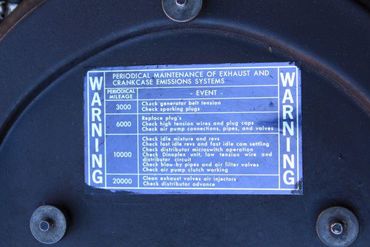 WARNING
PERIODICAL MAINTENANCE OF EXHAUST AND
CRANKCASE EMISSIONS SYSTEMS
PERIODICAL
MILEAGE
- EVENT -
3000
Check generator belt tension
Check sparking plugs
6000
Replace plug's
Check high tension wires and plug caps
Check air pump connections, pipes, and valves
10000
Check idle mixture and revs
Check fast idle revs and fast idle cam setting
Check distributor microswitch operation
Check Dinoplex unit, low tension wire and
distributor circuit
Check blow-by pipes and air filter valves
Check air pump clutch working
20000
Clean exhaust valves air injectors
Check distributor advance
WARNING